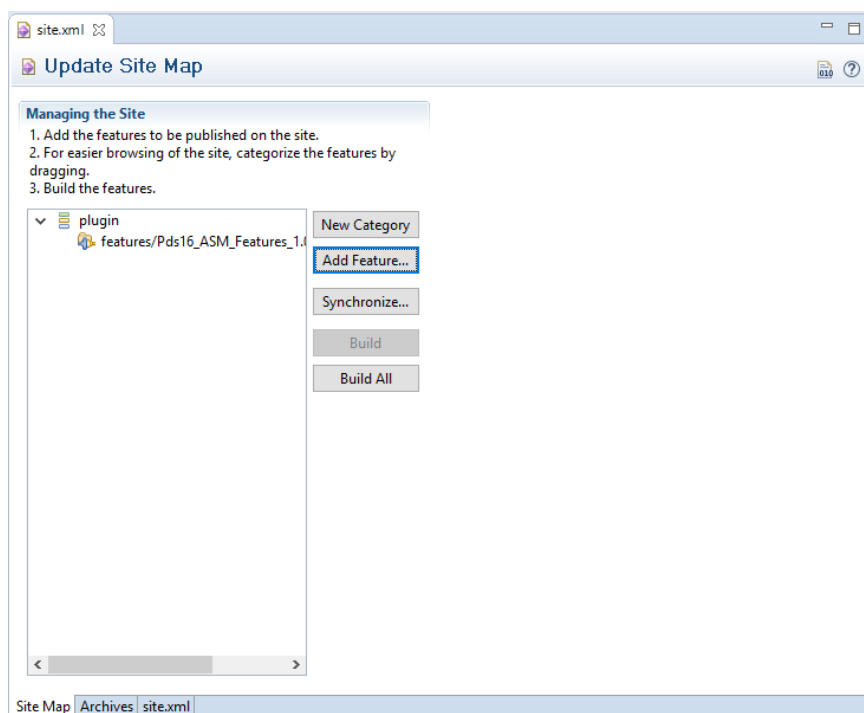 site.xml
Update Site Map
010
Managing the Site
1. Add the features to be published on the site.
2. For easier browsing of the site, categorize the features by
dragging.
3. Build the features.
plugin
features/Pds16_ASM_Features_1.
New Category
Add Feature...
Synchronize...
Build
Build All
Site Map
Archives
site.xml